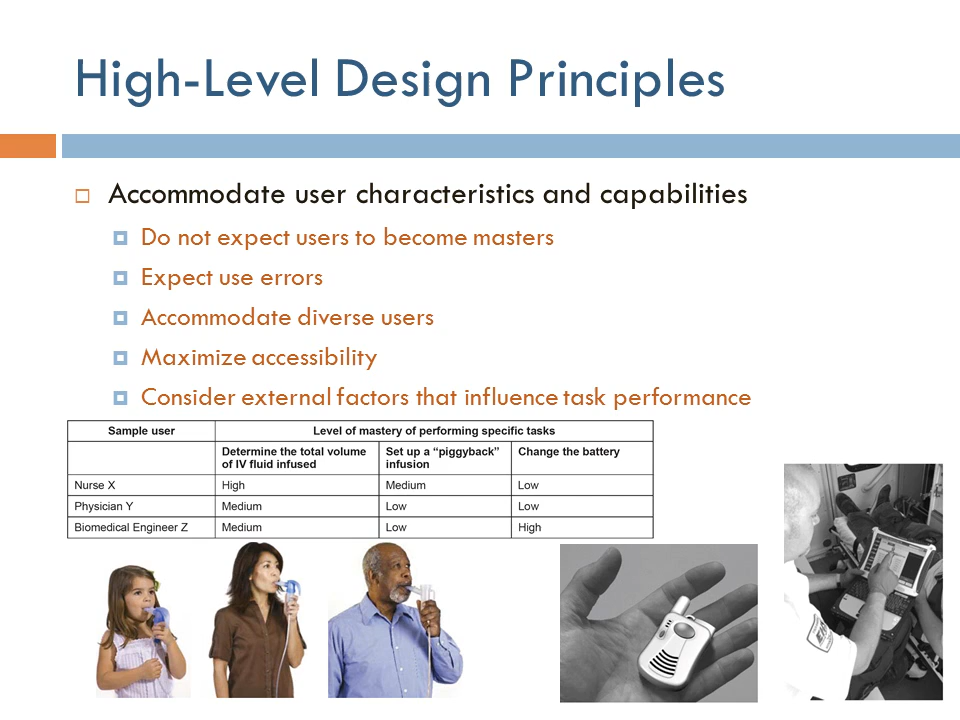 High-Level Design Principles
Accommodate user characteristics and capabilities
Do not expect users to become masters
Expect use errors
Accommodate diverse users
Maximize accessibility
Consider external factors that influence task performance
Sample user Level of mastery of performing specific tasks
Determine the total volume Set up a “piggyback” Change the battery
of IV fluid infused infusion
Nurse X High Medium Low
Physician Y Medium Low Low
Biomedical Engineer Z Medium Low High